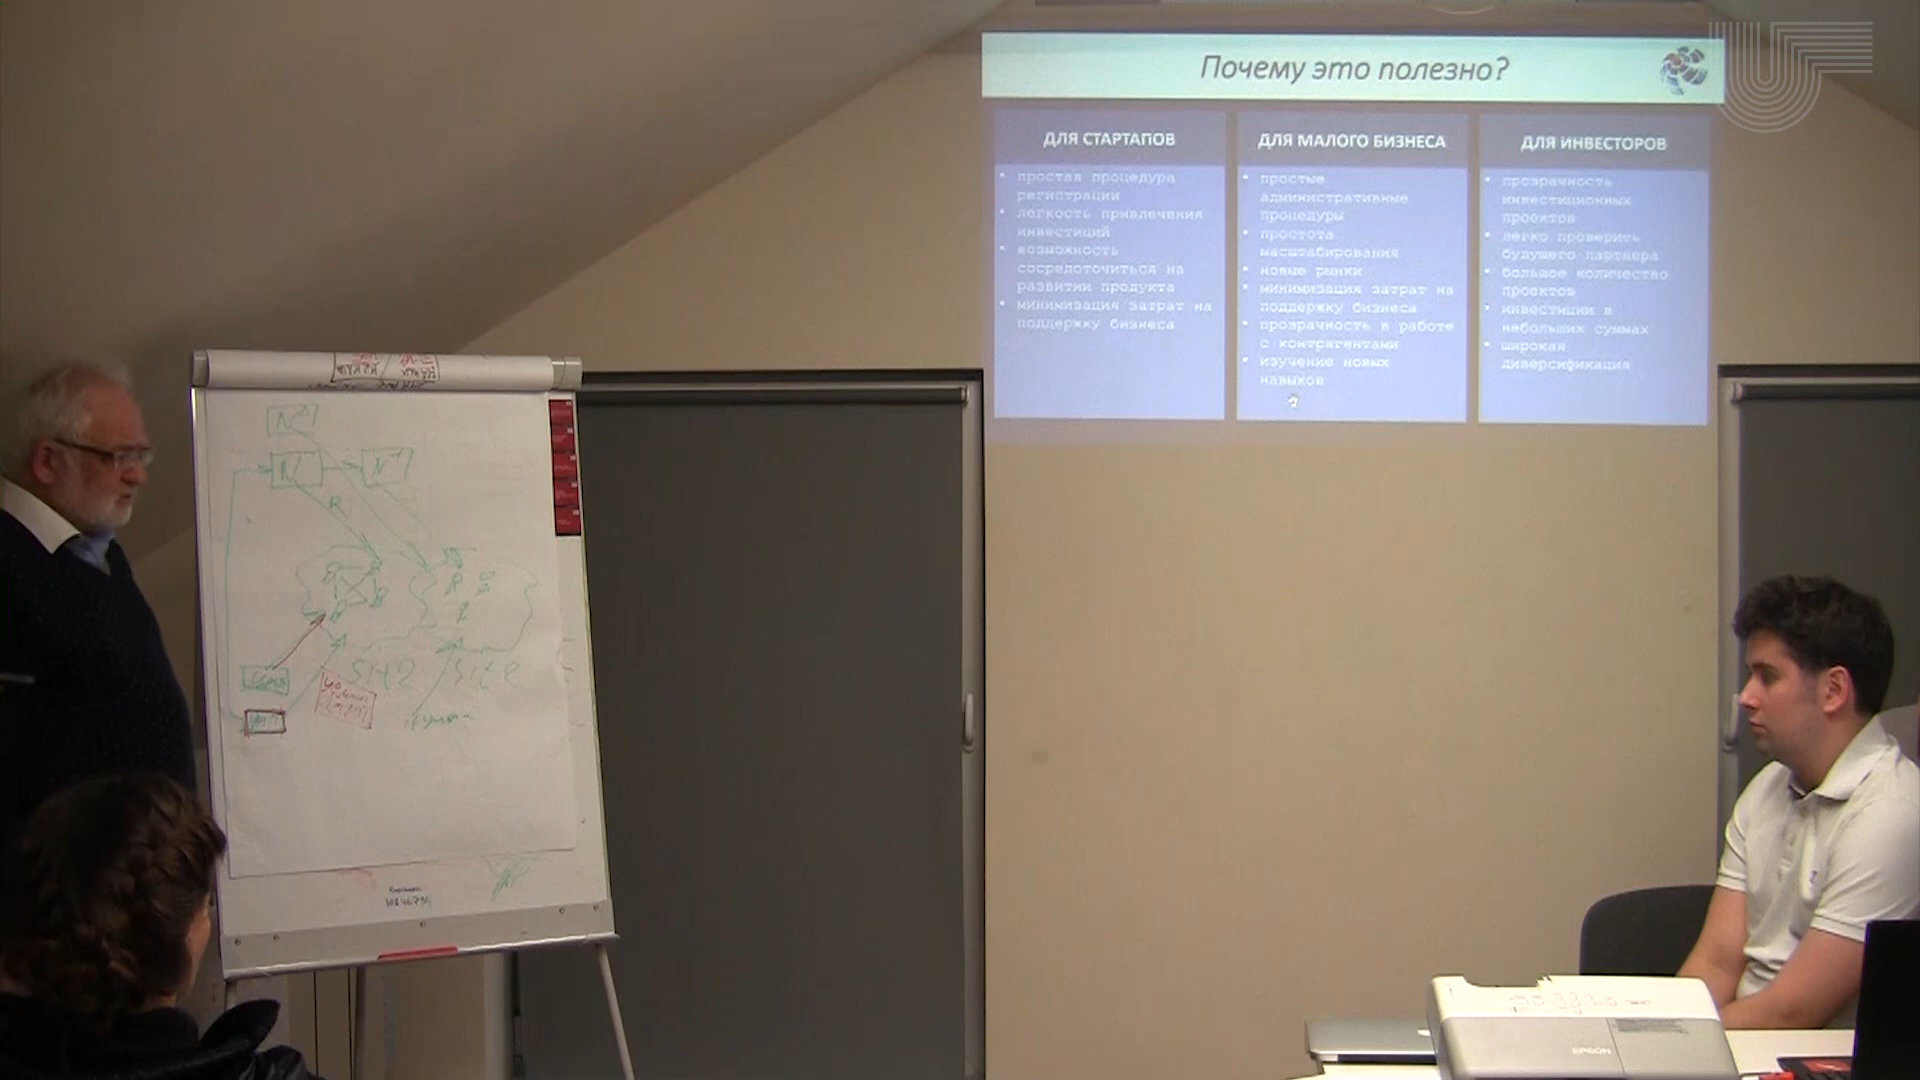 Почему это полезно?
ДЛЯ СТАРТАПОВ
• простая процедура
регистрации
• легкость привлечения
инвестиций
• возможность
сосредоточиться на
развитии продукта
• минимизация затрат на
поддержку бизнеса
ДЛЯ МАЛОГО БИЗНЕСА
• простые
административные
процедуры
• простота
масштабирования
• новые рынки
• минимизация затрат на
поддержку бизнеса
• прозрачность в работе
с контрагентами
• изучение новых
навыков
ДЛЯ ИНВЕСТОРОВ
• прозрачность
инвестиционных
проектов
• легко проверить
будущего партнера
• большое количество
проектов
• инвестиции в
небольших суммах
• широкая
диверсификация
N
R
EPSON